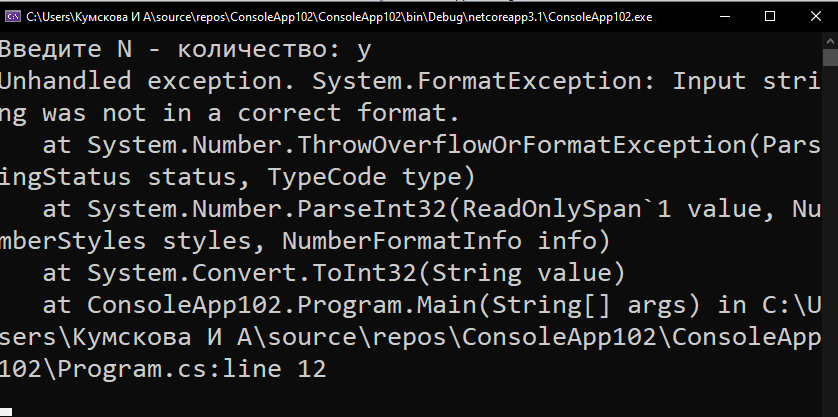 C:\Users\Кумскова И А\source\repos\ConsoleApp102\ConsoleApp102\bin\Debug\netcoreapp3.1\ConsoleApp102.exe
Введите N - количество: y
Unhandled exception. System.FormatException: Input stri
ng was not in a correct format.
   at System.Number.ThrowOverflowOrFormatException(Pars
ingStatus status, TypeCode type)
   at System.Number.ParseInt32(ReadOnlySpan`1 value, Nu
mberStyles styles, NumberFormatInfo info)
   at System.Convert.ToInt32(String value)
   at ConsoleApp102.Program.Main(String[] args) in C:\U
sers\Кумскова И А\source\repos\ConsoleApp102\ConsoleApp
102\Program.cs:line 12